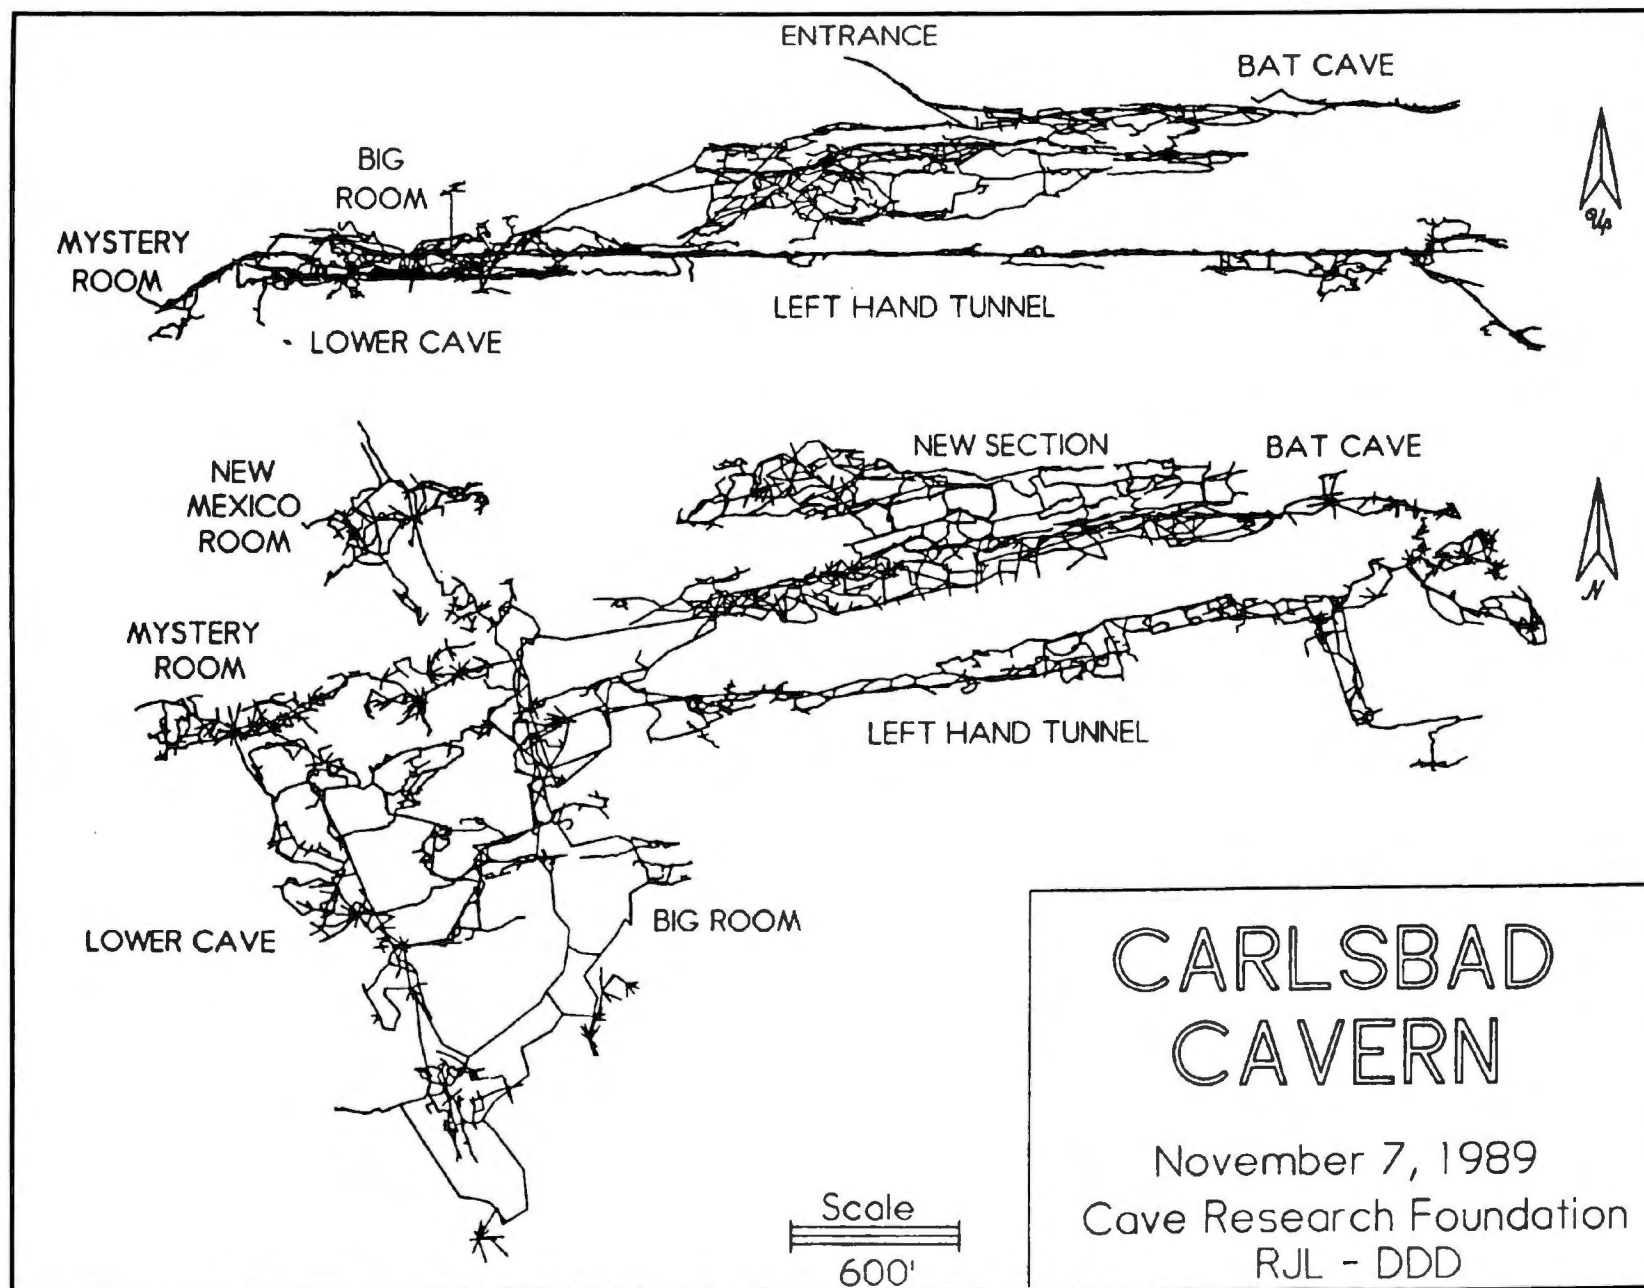 ENTRANCE
BAT CAVE
BIG
ROOM
MYSTERY
ROOM
Up
LEFT HAND TUNNEL
LOWER CAVE
NEW SECTION
BAT CAVE
NEW
MEXICO
ROOM
N
MYSTERY
ROOM
LEFT HAND TUNNEL
BIG ROOM
LOWER CAVE
CARLSBAD
CAVERN
November 7, 1989
Cave Research Foundation
RJL - DDD
Scale
600'